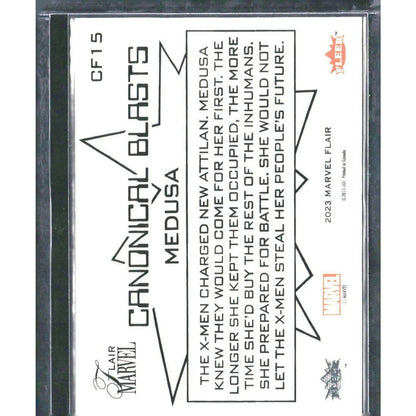 CF15
CANONICAL BLASTS
MEDUSA
FLAIR
MARVEL
THE X-MEN CHARGED NEW ATTILAN. MEDUSA
KNEW THEY WOULD COME FOR HER FIRST. THE
LONGER SHE KEPT THEM OCCUPIED, THE MORE
TIME SHE'D BUY THE REST OF THE INHUMANS.
SHE PREPARED FOR BATTLE. SHE WOULD NOT
LET THE X-MEN STEAL HER PEOPLE'S FUTURE.
FLEER
2023 MARVEL FLAIR
MARVEL
FLEER